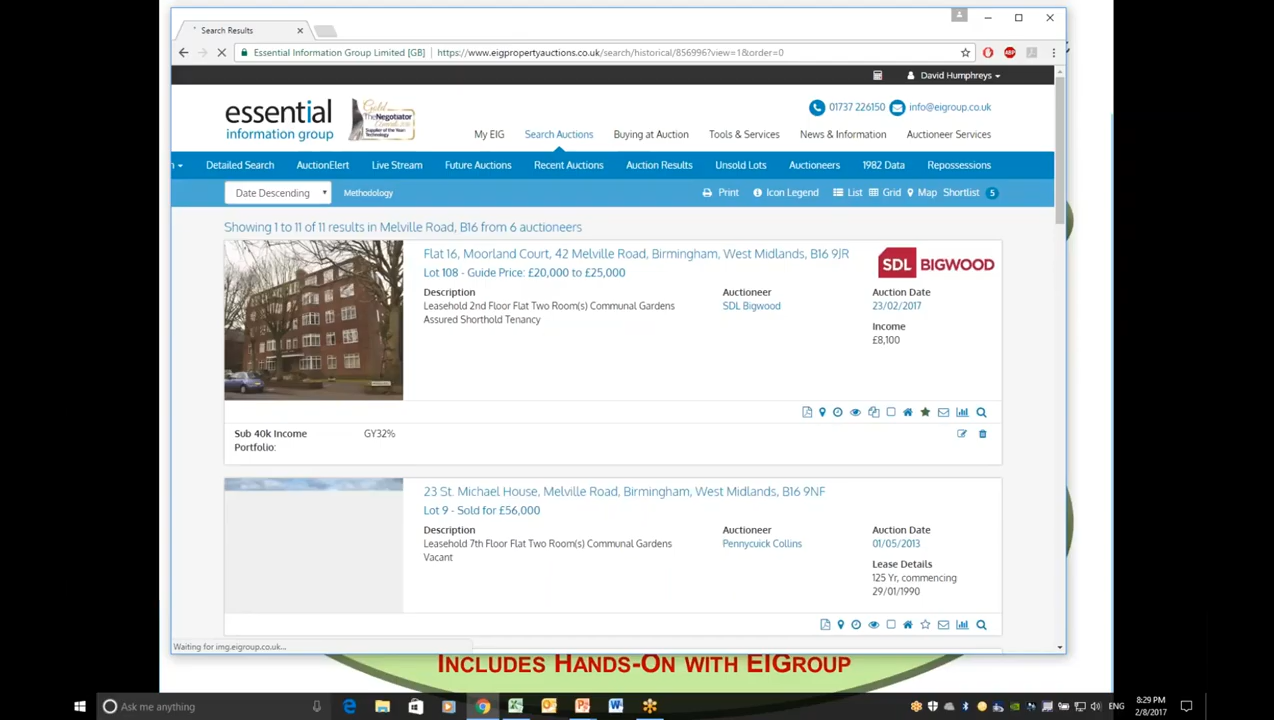 Search Results
Essential Information Group Limited [GB] https://www.eigpropertyauctions.co.uk/search/historical/856996?view=1&order=0
David Humphreys
essential
information group
Gold
The Negotiator
Supplier of the Year
Technology
01737 226150 info@eigroup.co.uk
My EIG Search Auctions Buying at Auction Tools & Services News & Information Auctioneer Services
Detailed Search AuctionElert Live Stream Future Auctions Recent Auctions Auction Results Unsold Lots Auctioneers 1982 Data Repossessions
Date Descending Methodology Print Icon Legend List Grid Map Shortlist 5
Showing 1 to 11 of 11 results in Melville Road, B16 from 6 auctioneers
Flat 16, Moorland Court, 42 Melville Road, Birmingham, West Midlands, B16 9JR
SDL BIGWOOD
Lot 108 - Guide Price: £20,000 to £25,000
Description Auctioneer Auction Date
Leasehold 2nd Floor Flat Two Room(s) Communal Gardens SDL Bigwood 23/02/2017
Assured Shorthold Tenancy
Income
£8,100
Sub 40k Income GY32%
Portfolio:
23 St. Michael House, Melville Road, Birmingham, West Midlands, B16 9NF
Lot 9 - Sold for £56,000
Description Auctioneer Auction Date
Leasehold 7th Floor Flat Two Room(s) Communal Gardens Pennycuick Collins 01/05/2013
Vacant
Lease Details
125 Yr, commencing
29/01/1990
Waiting for img.eigroup.co.uk...
INCLUDES HANDS-ON WITH EIGROUP
Ask me anything
ENG
8:29 PM
2/8/2017